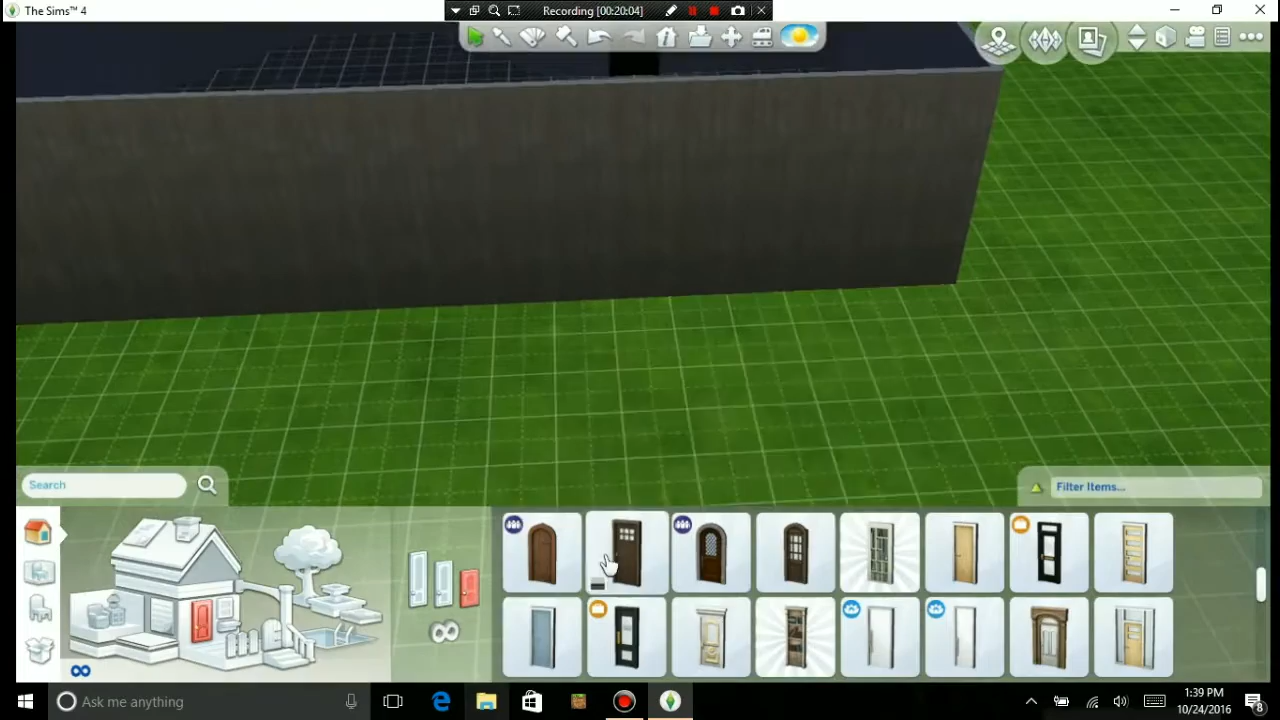 The Sims™ 4
Recording [00:20:04]
Search
Filter Items...
Ask me anything
1:39 PM
10/24/2016
8